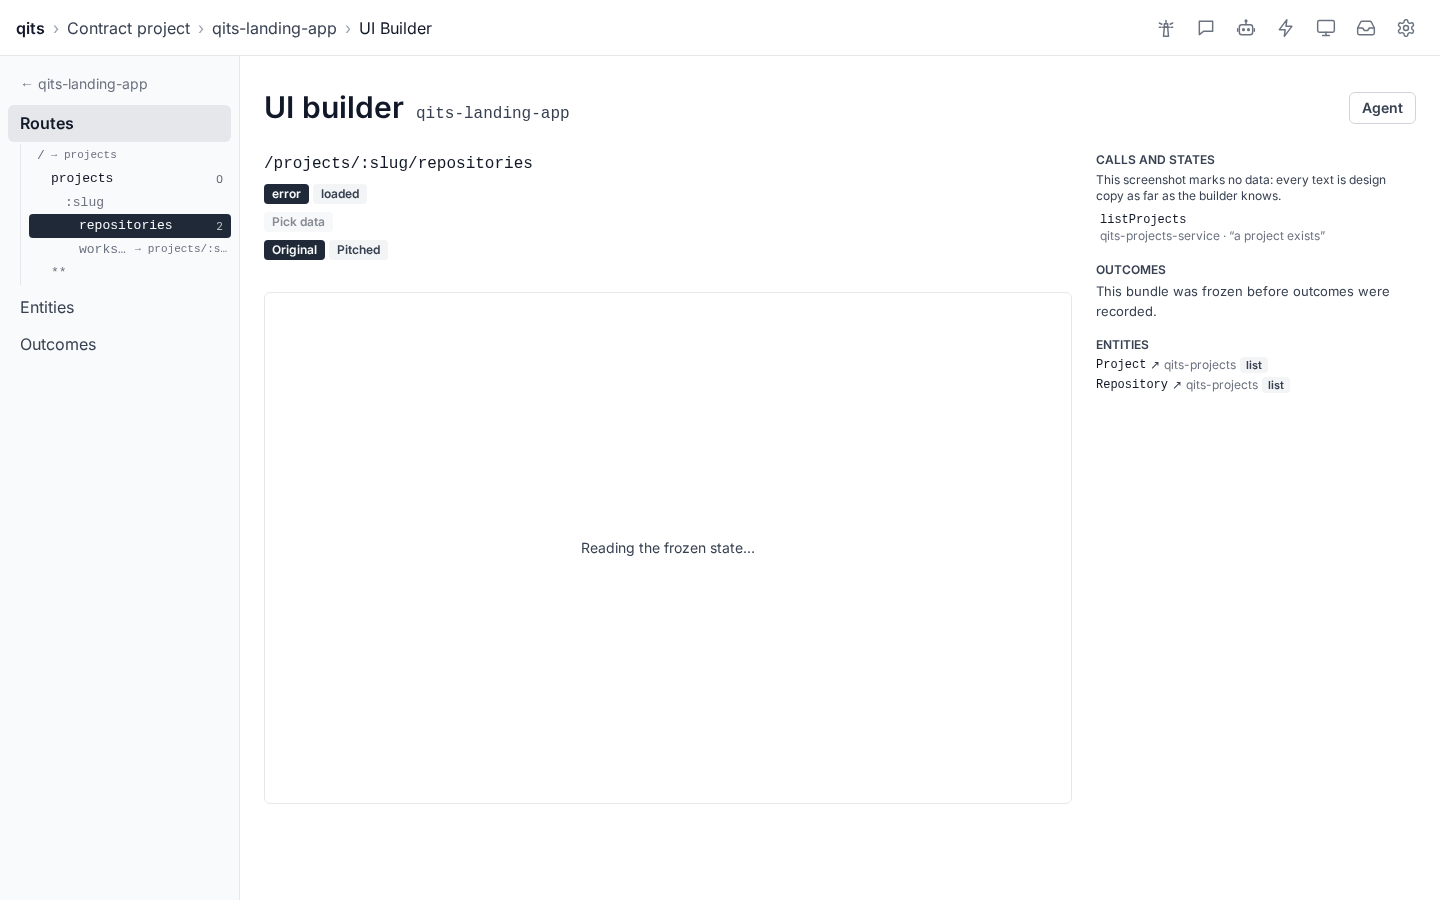 qits › Contract project › qits-landing-app › UI Builder
← qits-landing-app
Routes
/ → projects
projects 0
:slug
repositories 2
works… → projects/:s…
**
Entities
Outcomes
UI builder qits-landing-app
Agent
/projects/:slug/repositories
error loaded
Pick data
Original Pitched
Reading the frozen state…
CALLS AND STATES
This screenshot marks no data: every text is design
copy as far as the builder knows.
listProjects
qits-projects-service · “a project exists”
OUTCOMES
This bundle was frozen before outcomes were
recorded.
ENTITIES
Project ↗ qits-projects list
Repository ↗ qits-projects list